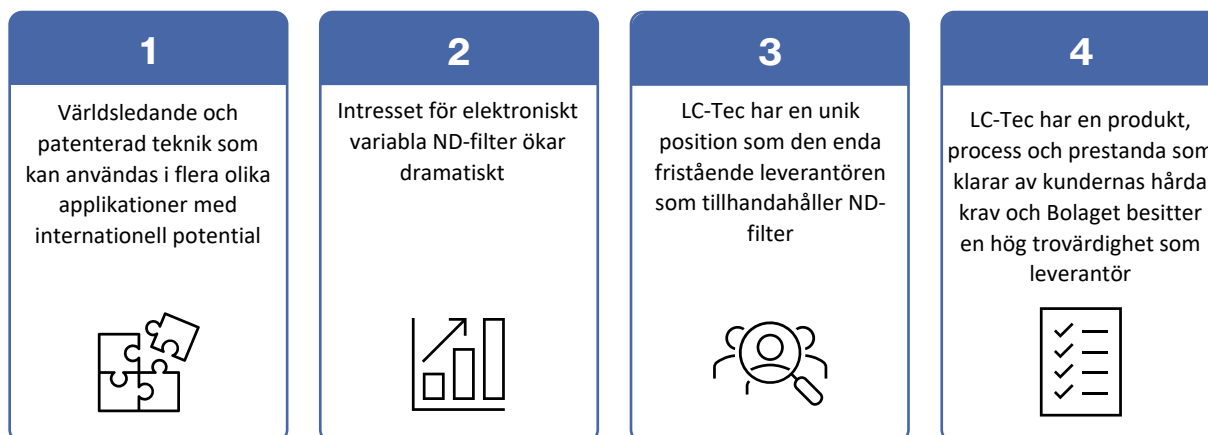 1
Världsledande och
patenterad teknik som
kan användas i flera olika
applikationer med
internationell potential
2
Intresset för elektroniskt
variabla ND-filter ökar
dramatiskt
3
LC-Tec har en unik
position som den enda
fristående leverantören
som tillhandahåller ND-
filter
4
LC-Tec har en produkt,
process och prestanda som
klarar av kundernas hårda
krav och Bolaget besitter
en hög trovärdighet som
leverantör